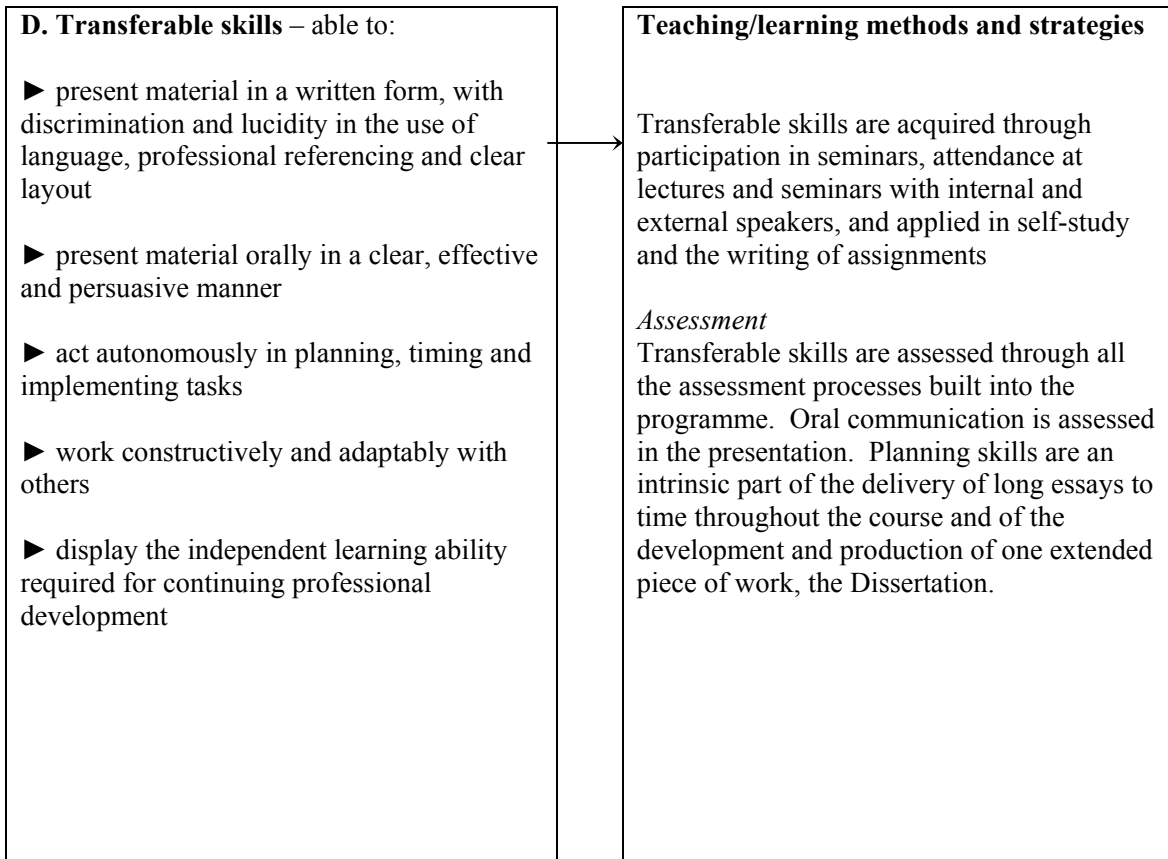 D. Transferable skills – able to:
► present material in a written form, with
discrimination and lucidity in the use of
language, professional referencing and clear
layout
► present material orally in a clear, effective
and persuasive manner
► act autonomously in planning, timing and
implementing tasks
► work constructively and adaptably with
others
► display the independent learning ability
required for continuing professional
development
Teaching/learning methods and strategies
Transferable skills are acquired through
participation in seminars, attendance at
lectures and seminars with internal and
external speakers, and applied in self-study
and the writing of assignments
Assessment
Transferable skills are assessed through all
the assessment processes built into the
programme.  Oral communication is assessed
in the presentation.  Planning skills are an
intrinsic part of the delivery of long essays to
time throughout the course and of the
development and production of one extended
piece of work, the Dissertation.